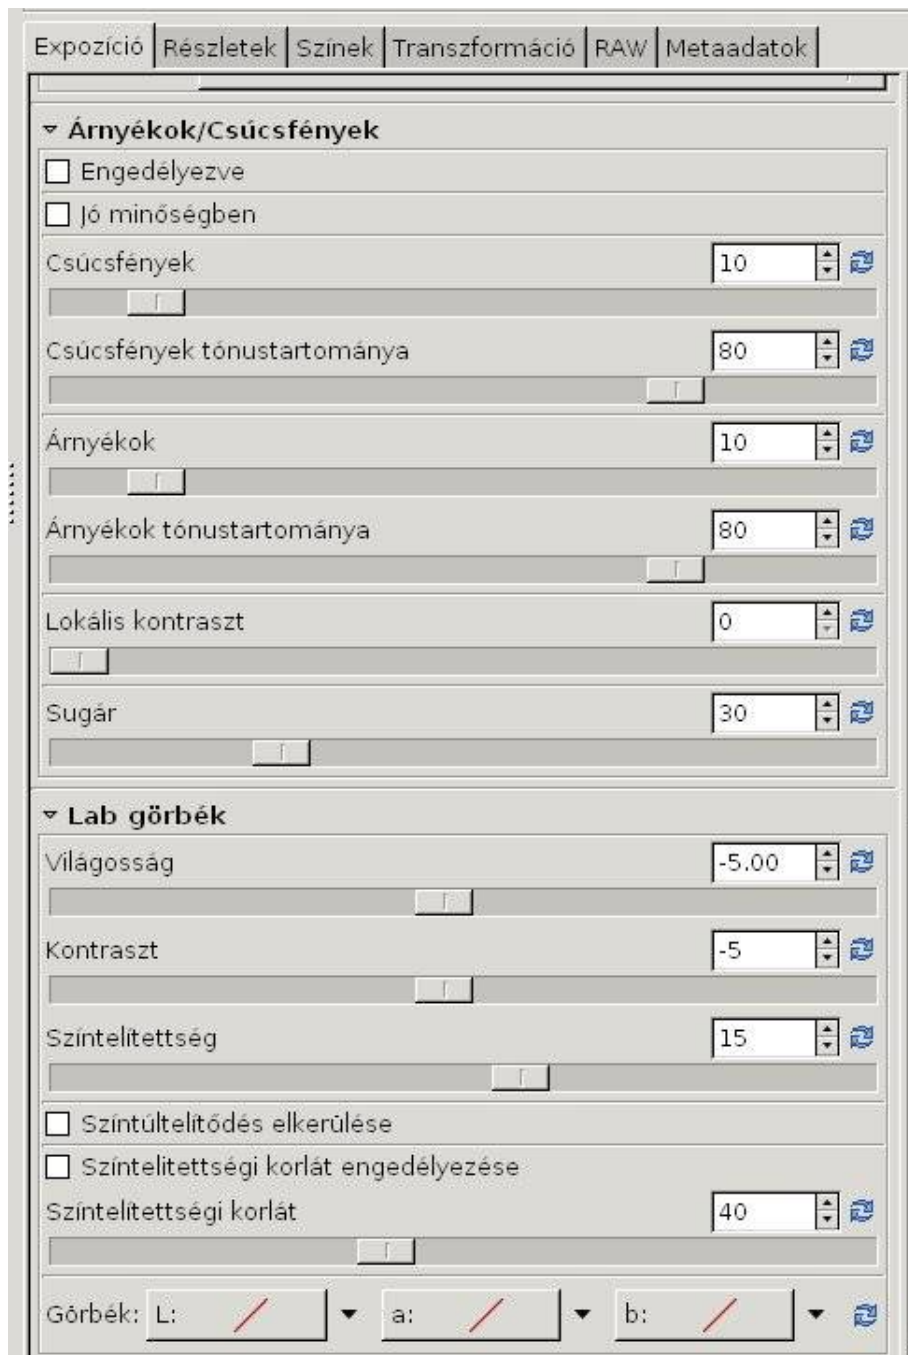 Expozíció Részletek Színek Transzformáció RAW Metaadatok
Árnyékok/Csúcsfények
Engedélyezve
Jó minőségben
Csúcsfények 10
Csúcsfények tónustartománya 80
Árnyékok 10
Árnyékok tónustartománya 80
Lokális kontraszt 0
Sugár 30
Lab görbék
Világosság -5.00
Kontraszt -5
Színtelítettség 15
Színtúltelítődés elkerülése
Színtelitettségi korlát engedélyezése
Színtelítettségi korlát 40
Görbék: L: a: b: